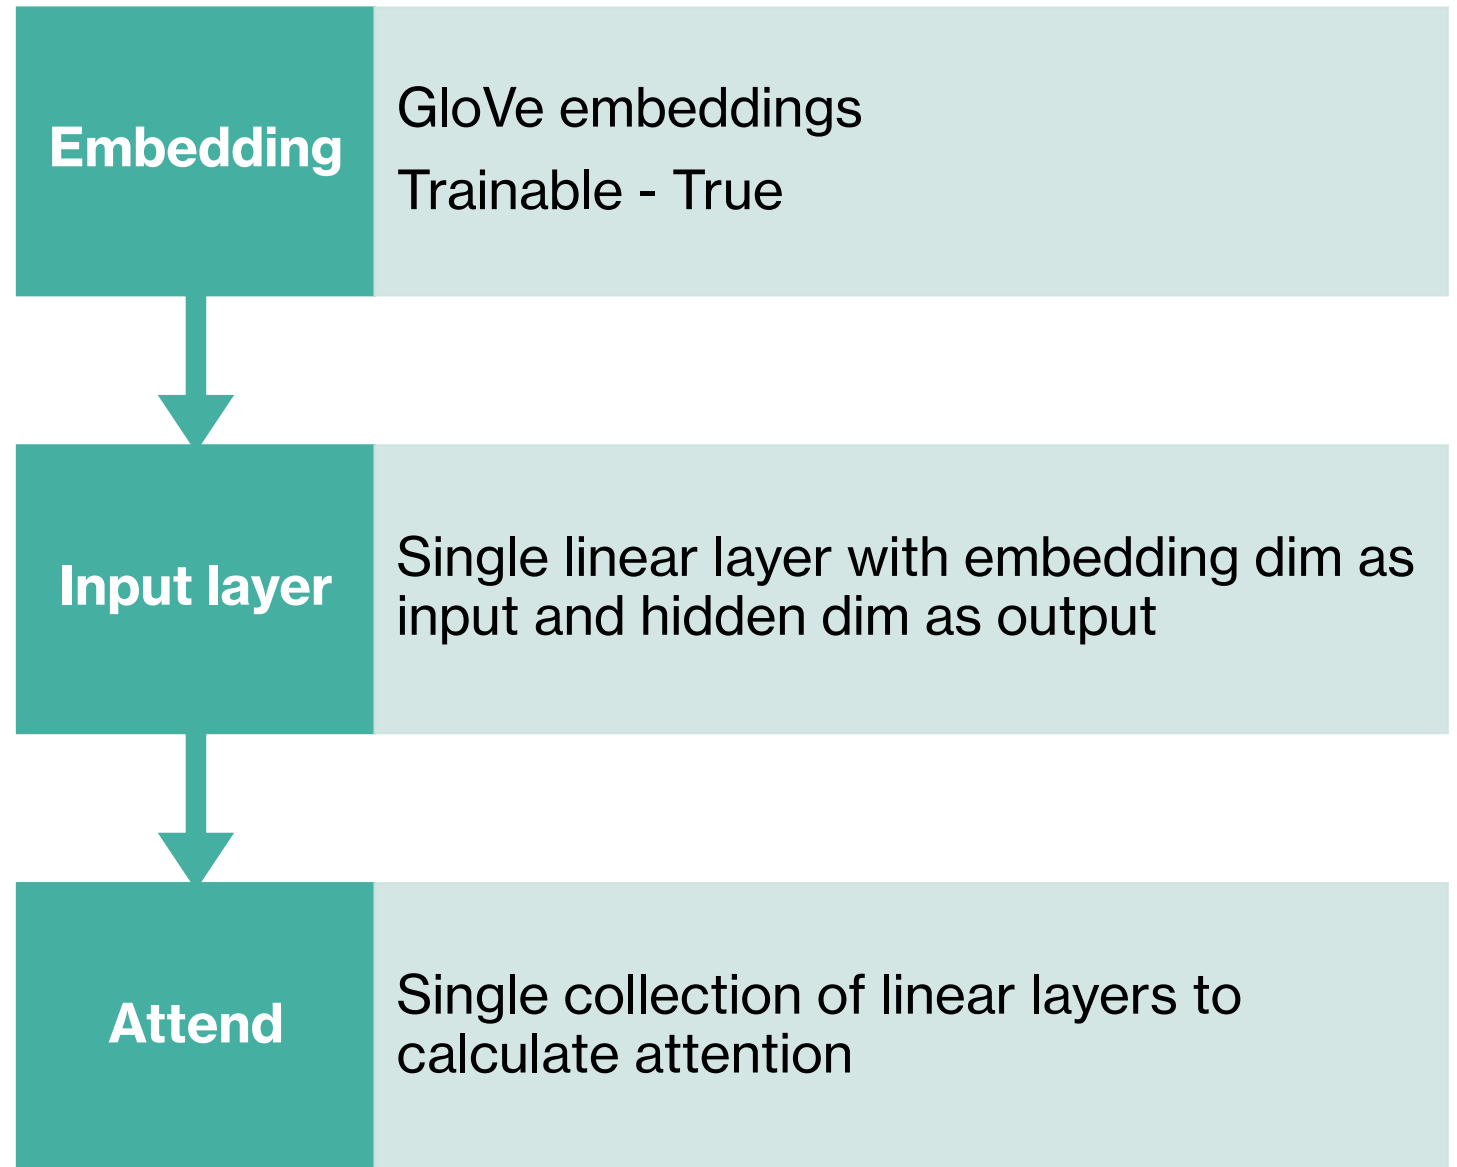 Embedding
GloVe embeddings
Trainable - True
Input layer
Single linear layer with embedding dim as
input and hidden dim as output
Attend
Single collection of linear layers to
calculate attention